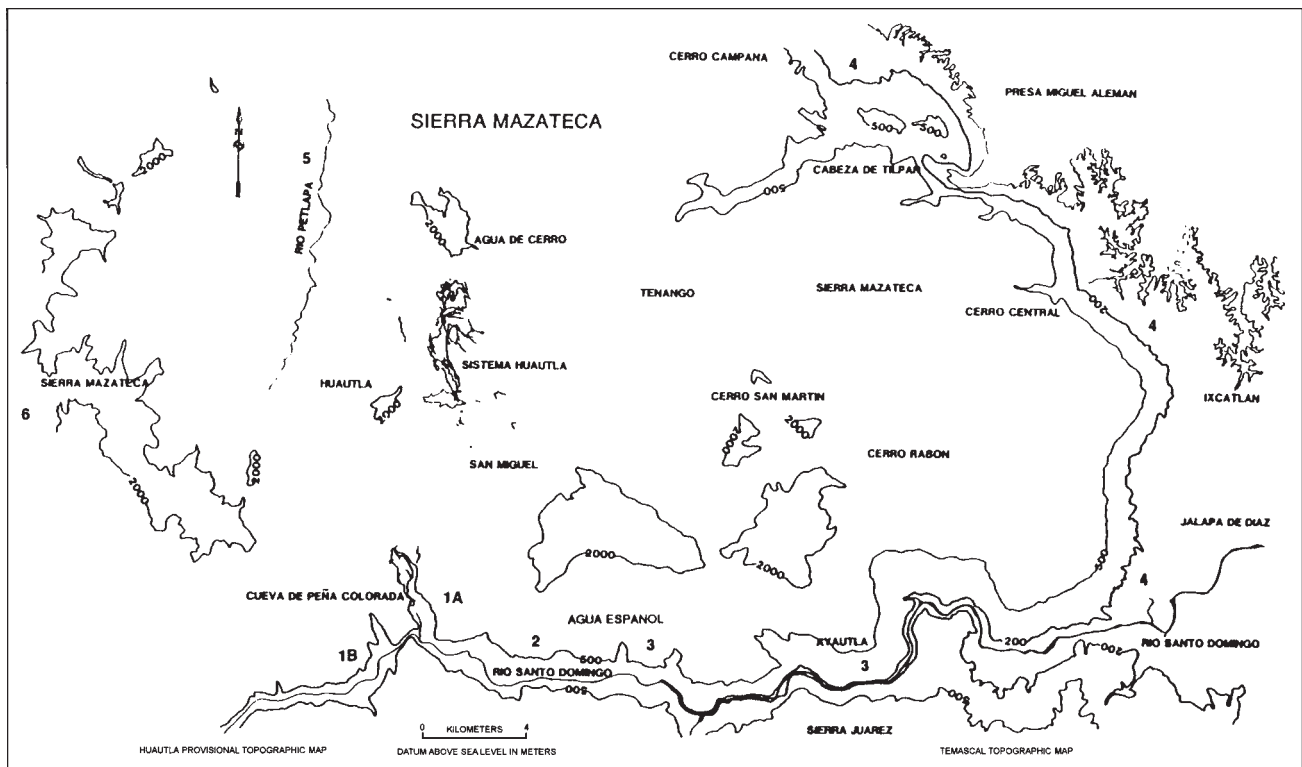 CERRO CAMPANA
4
PRESA MIGUEL ALEMAN
SIERRA MAZATECA
500
500
N
2000
5
CABEZA DE TILPAN
500
RIO PETLAPA
2000
AGUA DE CERRO
TENANGO
SIERRA MAZATECA
200
CERRO CENTRAL
4
SISTEMA HUAUTLA
SIERRA MAZATECA
HUAUTLA
2000
CERRO SAN MARTIN
IXCATLAN
6
2000
2000
CERRO RABON
2000
SAN MIGUEL
2000
JALAPA DE DIAZ
2000
2000
500
4
CUEVA DE PEÑA COLORADA
1A
AGUA ESPAÑOL
2
3
XYAUTLA
200
RIO SANTO DOMINGO
1B
500
RIO SANTO DOMINGO
3
200
500
500
SIERRA JUAREZ
0 KILOMETERS 4
HUAUTLA PROVISIONAL TOPOGRAPHIC MAP
DATUM ABOVE SEA LEVEL IN METERS
TEMASCAL TOPOGRAPHIC MAP